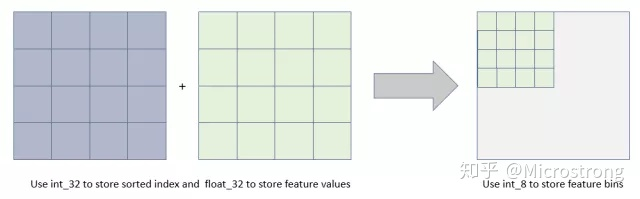 +
知乎 @Microstrong
Use int_32 to store sorted index and float_32 to store feature values
Use int_8 to store feature bins